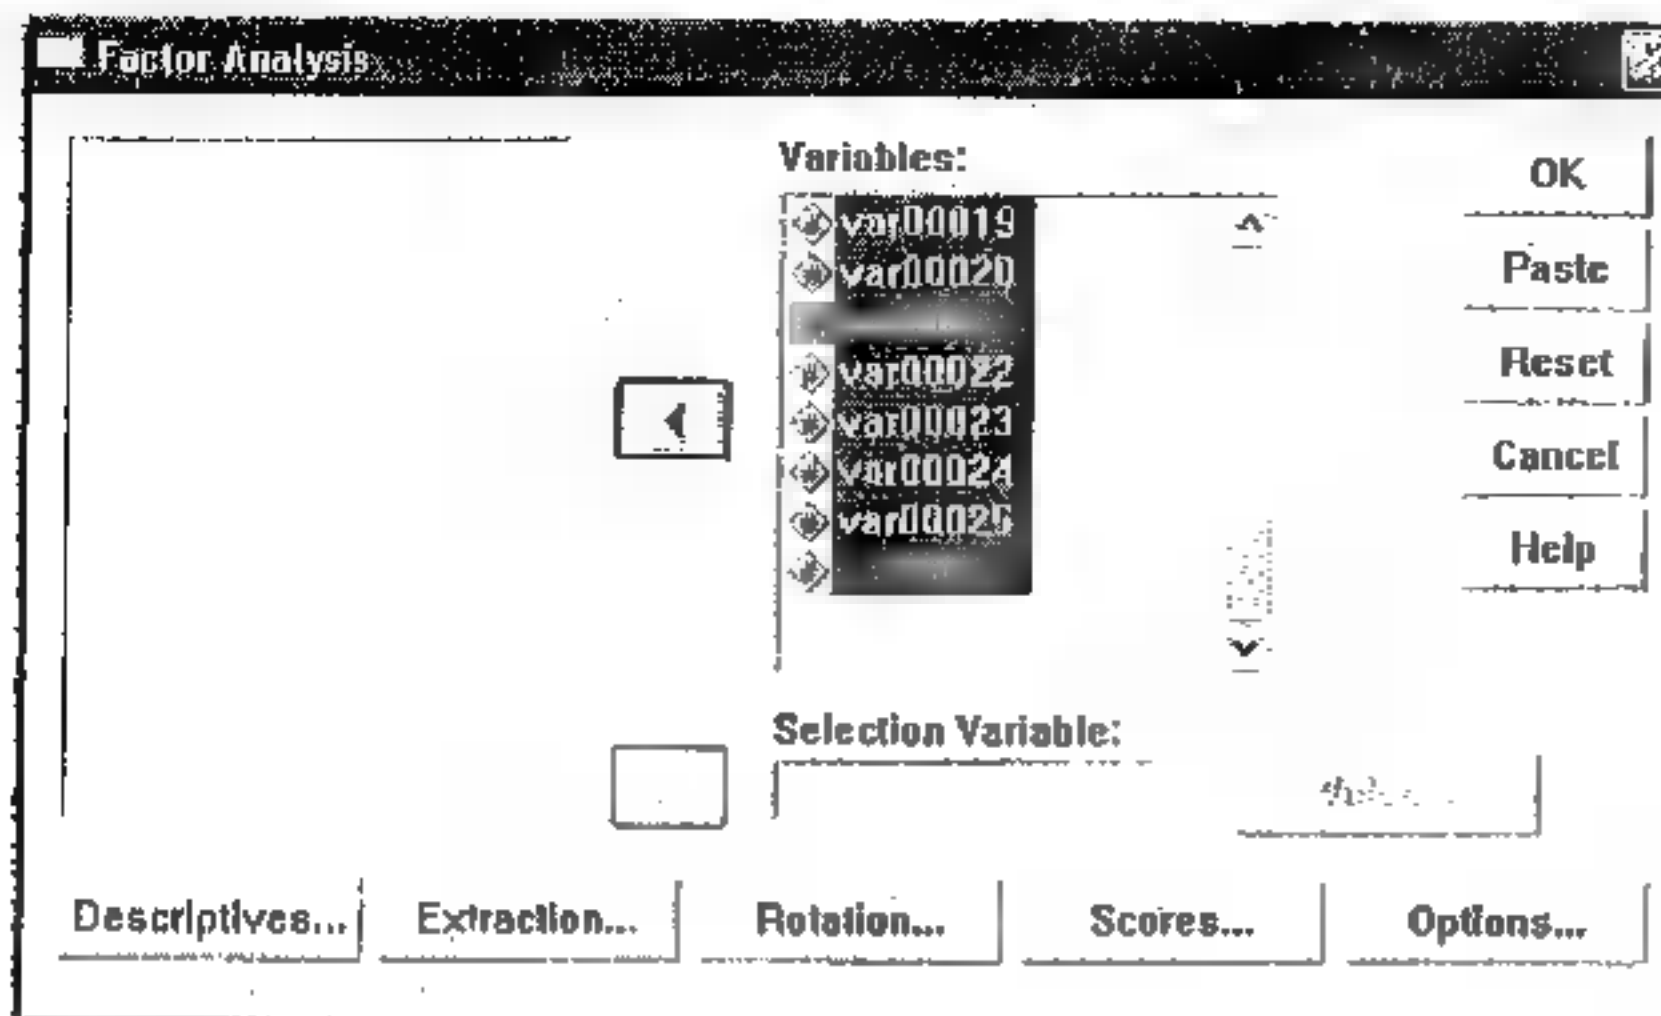 Factor Analysis
Variables:
var00019
var00020
var00022
var00023
var00024
var00025
OK
Paste
Reset
Cancel
Help
Selection Variable:
Descriptives...
Extraction...
Rotation...
Scores...
Options...